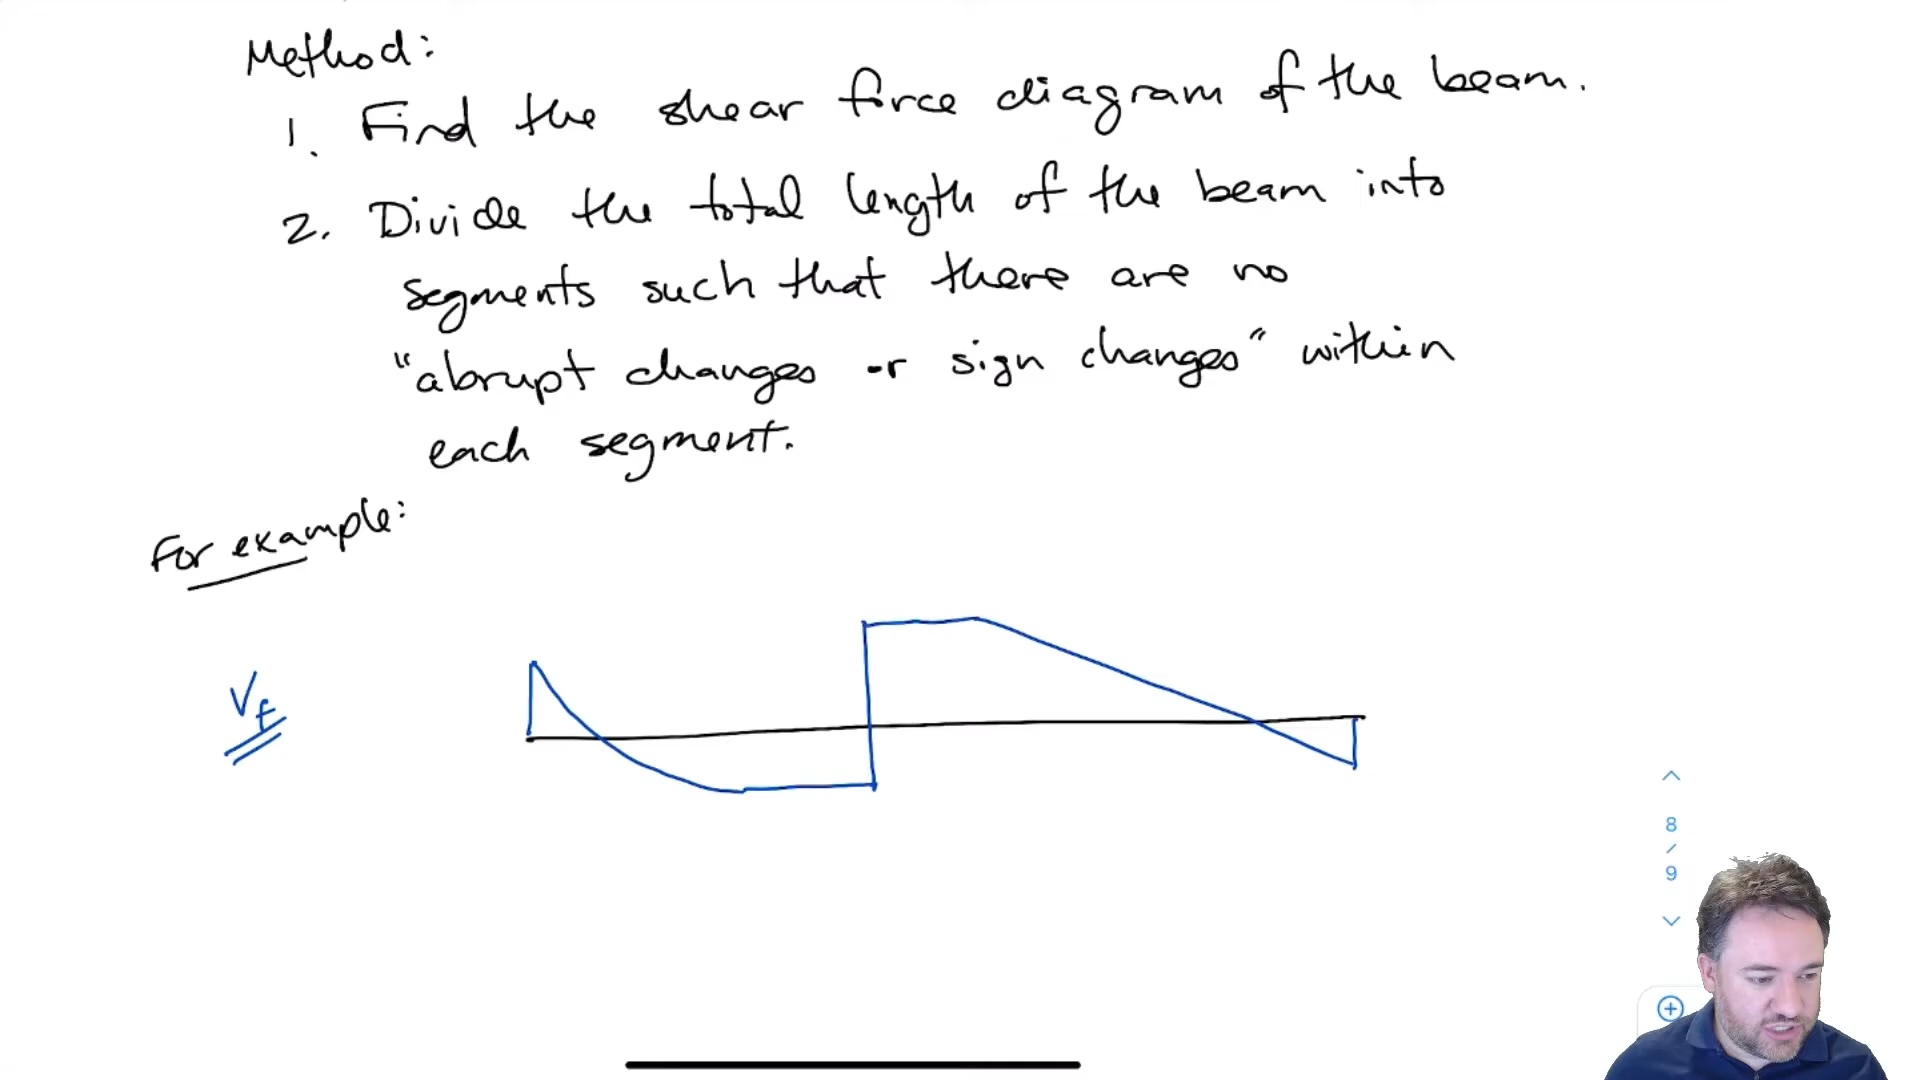 Method:
1. Find the shear force diagram of the beam.
2. Divide the total length of the beam into
segments such that there are no
"abrupt changes or sign changes" within
each segment.
For example:
Vf
8
/
9